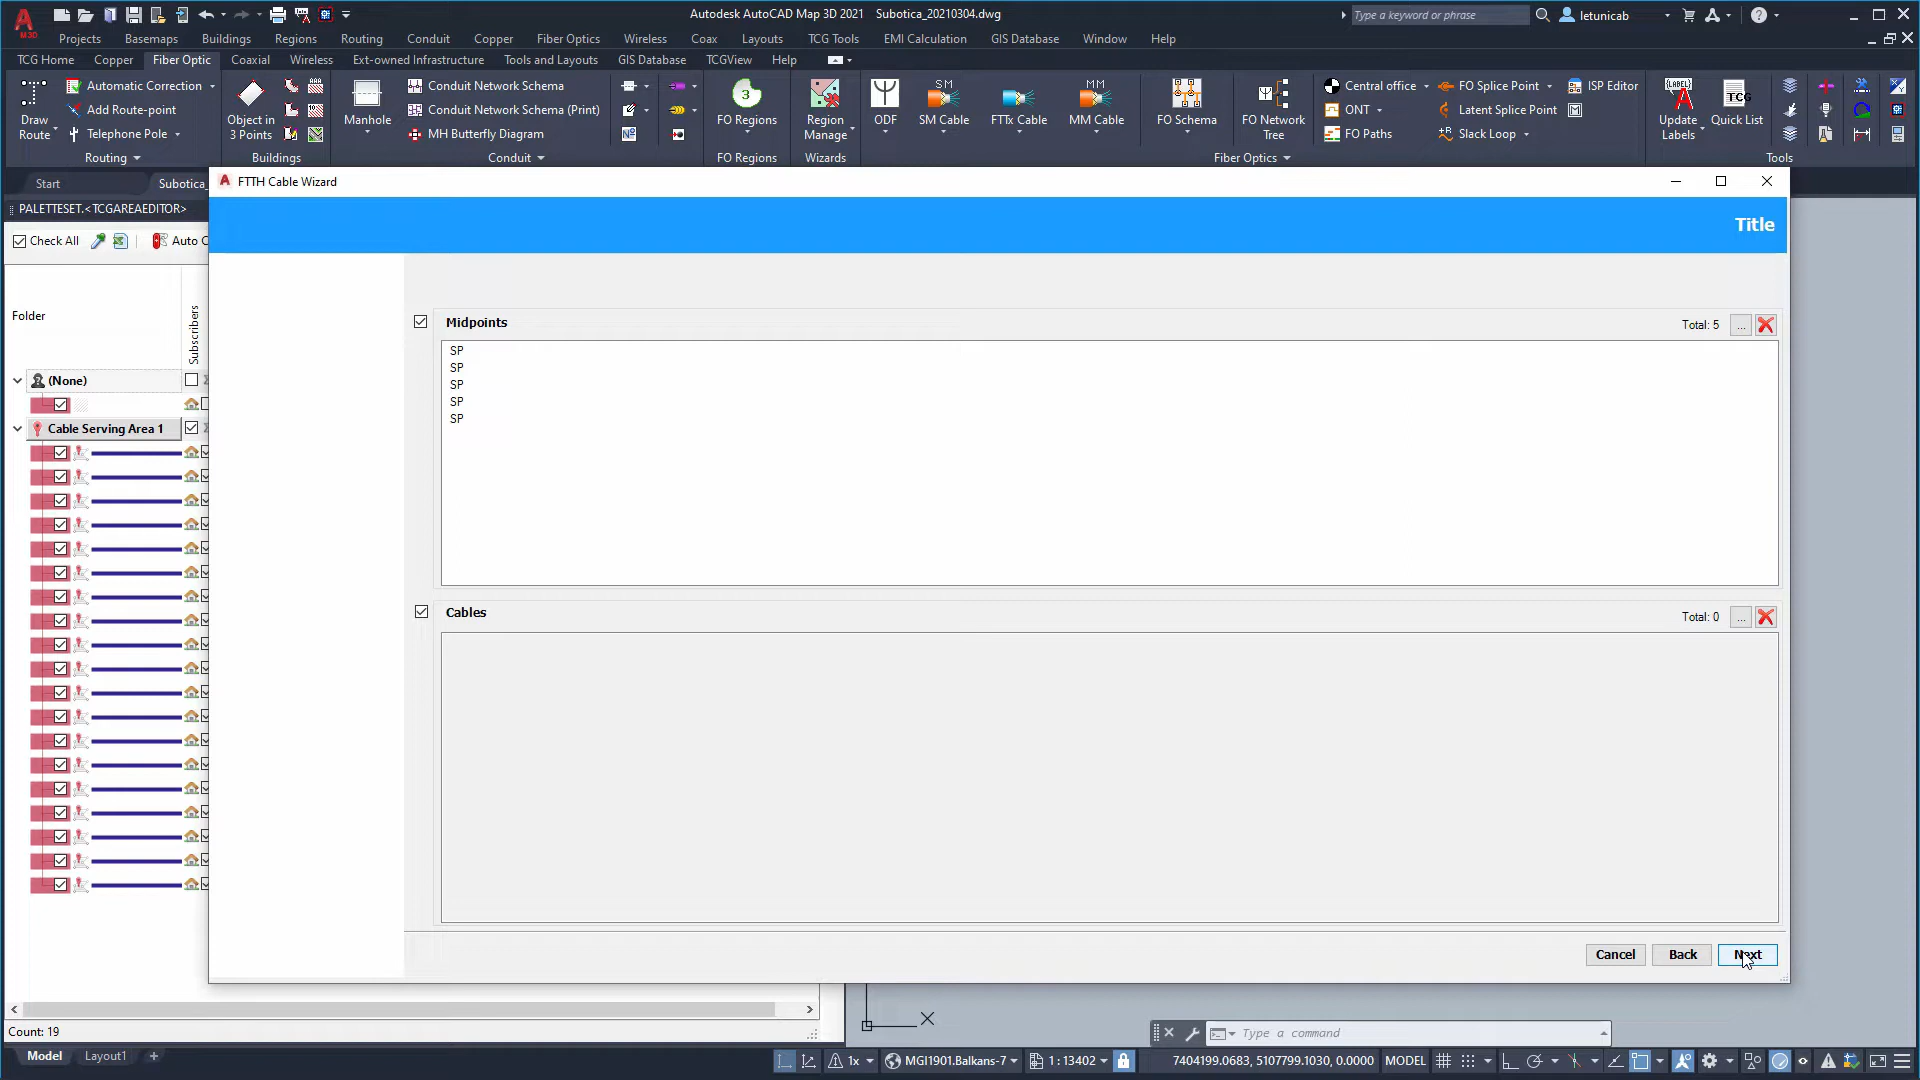 Autodesk AutoCAD Map 3D 2021 Subotica_20210304.dwg
Type a keyword or phrase
letunicab
Projects Basemaps Buildings Regions Routing Conduit Copper Fiber Optics Wireless Coax Layouts TCG Tools EMI Calculation GIS Database Window Help
TCG Home Copper Fiber Optic Coaxial Wireless Ext-owned Infrastructure Tools and Layouts GIS Database TCGView Help
Draw Route
Automatic Correction
Add Route-point
Telephone Pole
Routing
Object in 3 Points
Buildings
Manhole
Conduit Network Schema
Conduit Network Schema (Print)
MH Butterfly Diagram
Conduit
3
FO Regions
FO Regions
Region Manage
Wizards
ODF
SM
SM Cable
FTTx Cable
MM
MM Cable
FO Schema
FO Network Tree
Central office
ONT
FO Paths
FO Splice Point
Latent Splice Point
Slack Loop
ISP Editor
Fiber Optics
LABEL
Update Labels
TCG
Quick List
Tools
Start
Subotica_
PALETTESET.<TCGAREAEDITOR>
Check All
Auto C
Folder
Subscribers
(None)
Cable Serving Area 1
FTTH Cable Wizard
Title
Midpoints
Total: 5
...
SP
SP
SP
SP
SP
Cables
Total: 0
...
Cancel Back Next
Count: 19
Type a command
Model Layout1 +
1x MGI1901.Balkans-7 1 : 13402 7404199.0683, 5107799.1030, 0.0000 MODEL